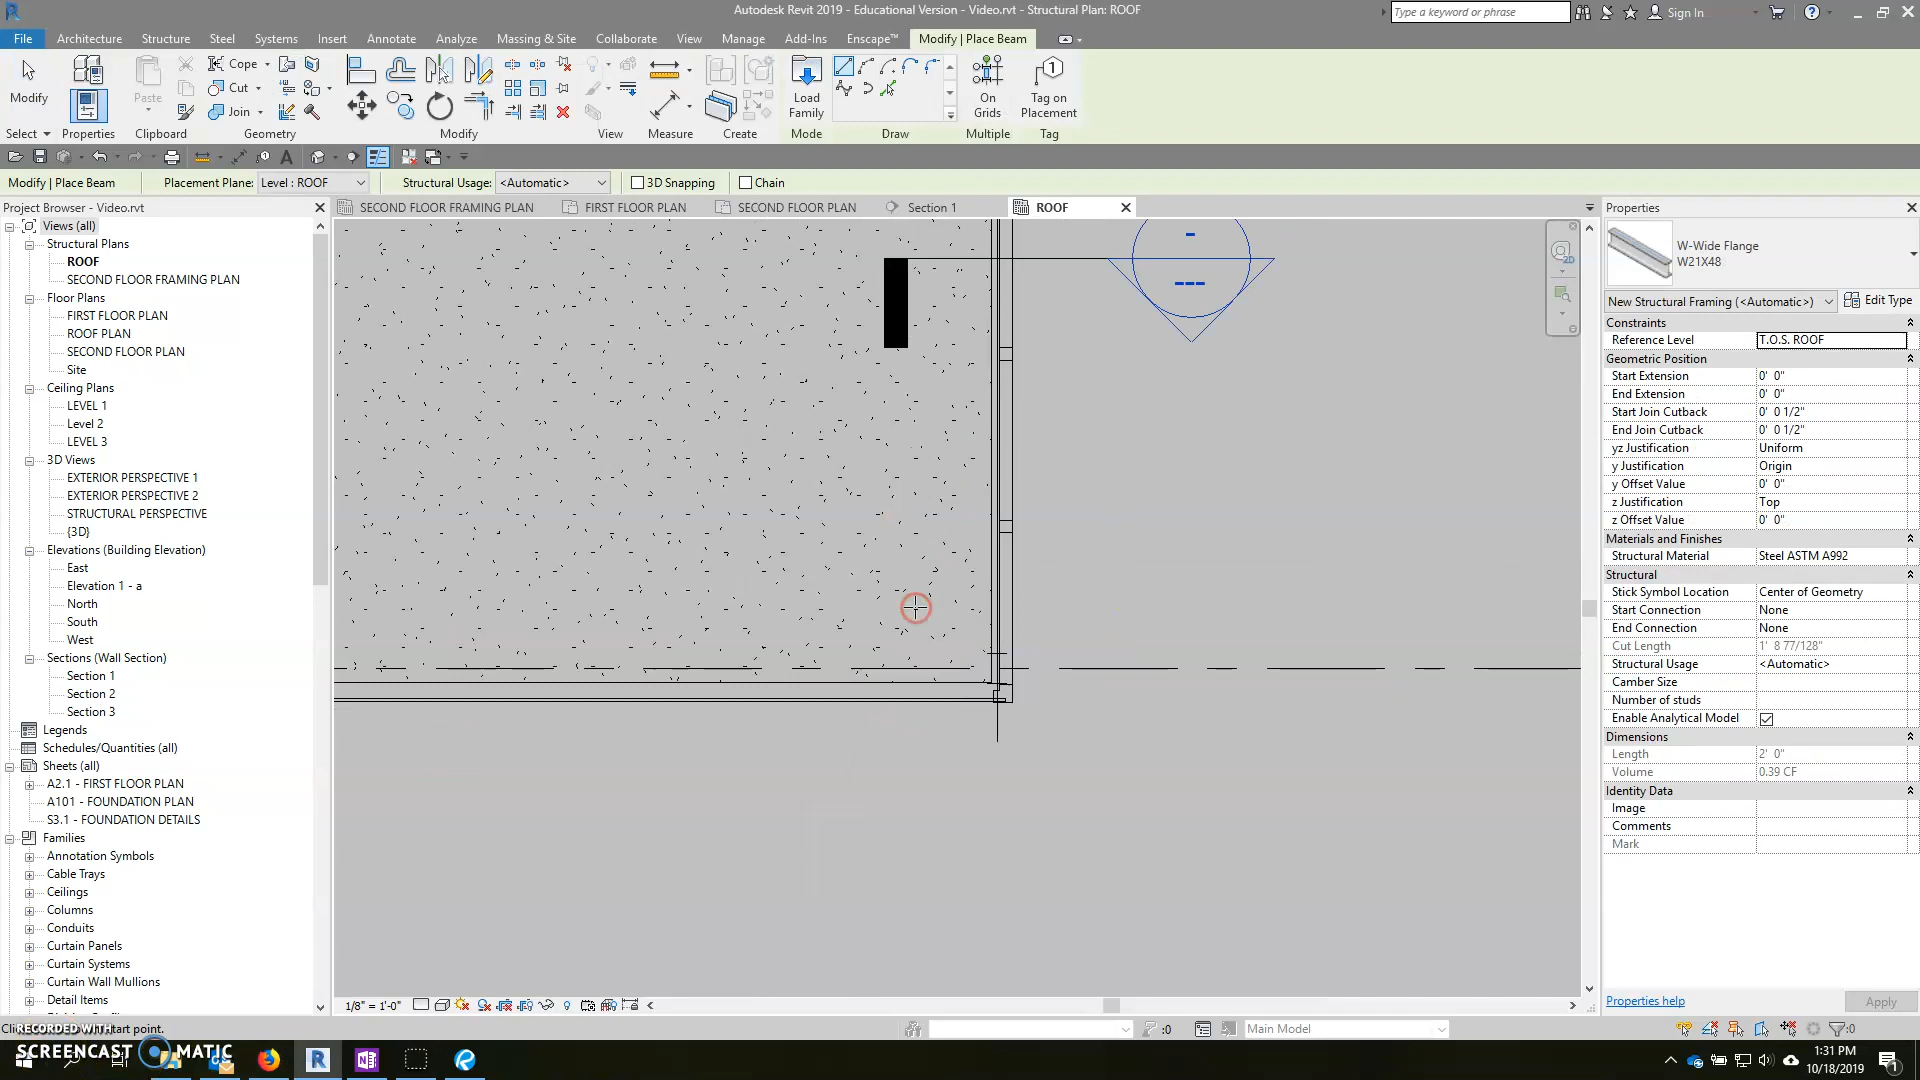 Autodesk Revit 2019 - Educational Version - Video.rvt - Structural Plan: ROOF
Type a keyword or phrase
Sign In
File Architecture Structure Steel Systems Insert Annotate Analyze Massing & Site Collaborate View Manage Add-Ins Enscape™ Modify | Place Beam
Modify
Paste
Cope
Cut
Join
Load Family
On Grids
1
Tag on Placement
Select Properties Clipboard Geometry Modify View Measure Create Mode Draw Multiple Tag
Modify | Place Beam Placement Plane: Level : ROOF Structural Usage: <Automatic> 3D Snapping Chain
Project Browser - Video.rvt
SECOND FLOOR FRAMING PLAN FIRST FLOOR PLAN SECOND FLOOR PLAN Section 1 ROOF
Views (all)
Structural Plans
ROOF
SECOND FLOOR FRAMING PLAN
Floor Plans
FIRST FLOOR PLAN
ROOF PLAN
SECOND FLOOR PLAN
Site
Ceiling Plans
LEVEL 1
Level 2
LEVEL 3
3D Views
EXTERIOR PERSPECTIVE 1
EXTERIOR PERSPECTIVE 2
STRUCTURAL PERSPECTIVE
{3D}
Elevations (Building Elevation)
East
Elevation 1 - a
North
South
West
Sections (Wall Section)
Section 1
Section 2
Section 3
Legends
Schedules/Quantities (all)
Sheets (all)
A2.1 - FIRST FLOOR PLAN
A101 - FOUNDATION PLAN
S3.1 - FOUNDATION DETAILS
Families
Annotation Symbols
Cable Trays
Ceilings
Columns
Conduits
Curtain Panels
Curtain Systems
Curtain Wall Mullions
Detail Items
2D
Properties
W-Wide Flange
W21X48
New Structural Framing (<Automatic>) Edit Type
Constraints
Reference Level T.O.S. ROOF
Geometric Position
Start Extension 0' 0"
End Extension 0' 0"
Start Join Cutback 0' 0 1/2"
End Join Cutback 0' 0 1/2"
yz Justification Uniform
y Justification Origin
y Offset Value 0' 0"
z Justification Top
z Offset Value 0' 0"
Materials and Finishes
Structural Material Steel ASTM A992
Structural
Stick Symbol Location Center of Geometry
Start Connection None
End Connection None
Cut Length 1' 8 77/128"
Structural Usage <Automatic>
Camber Size
Number of studs
Enable Analytical Model
Dimensions
Length 2' 0"
Volume 0.39 CF
Identity Data
Image
Comments
Mark
Properties help Apply
1/8" = 1'-0"
start point.
:0 Main Model :0
RECORDED WITH
SCREENCAST MATIC
1:31 PM
10/18/2019
1